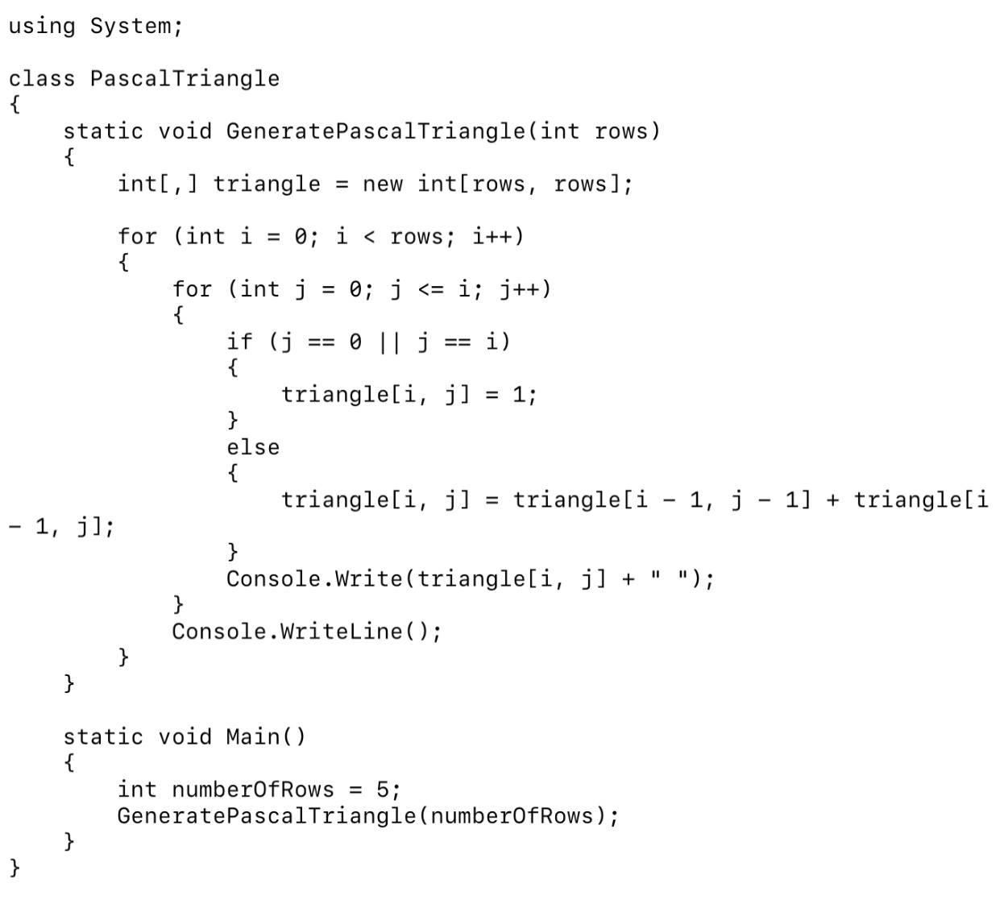 using System;

class PascalTriangle
{
    static void GeneratePascalTriangle(int rows)
    {
        int[,] triangle = new int[rows, rows];

        for (int i = 0; i < rows; i++)
        {
            for (int j = 0; j <= i; j++)
            {
                if (j == 0 || j == i)
                {
                    triangle[i, j] = 1;
                }
                else
                {
                    triangle[i, j] = triangle[i - 1, j - 1] + triangle[i
- 1, j];
                }
                Console.Write(triangle[i, j] + " ");
            }
            Console.WriteLine();
        }
    }

    static void Main()
    {
        int numberOfRows = 5;
        GeneratePascalTriangle(numberOfRows);
    }
}